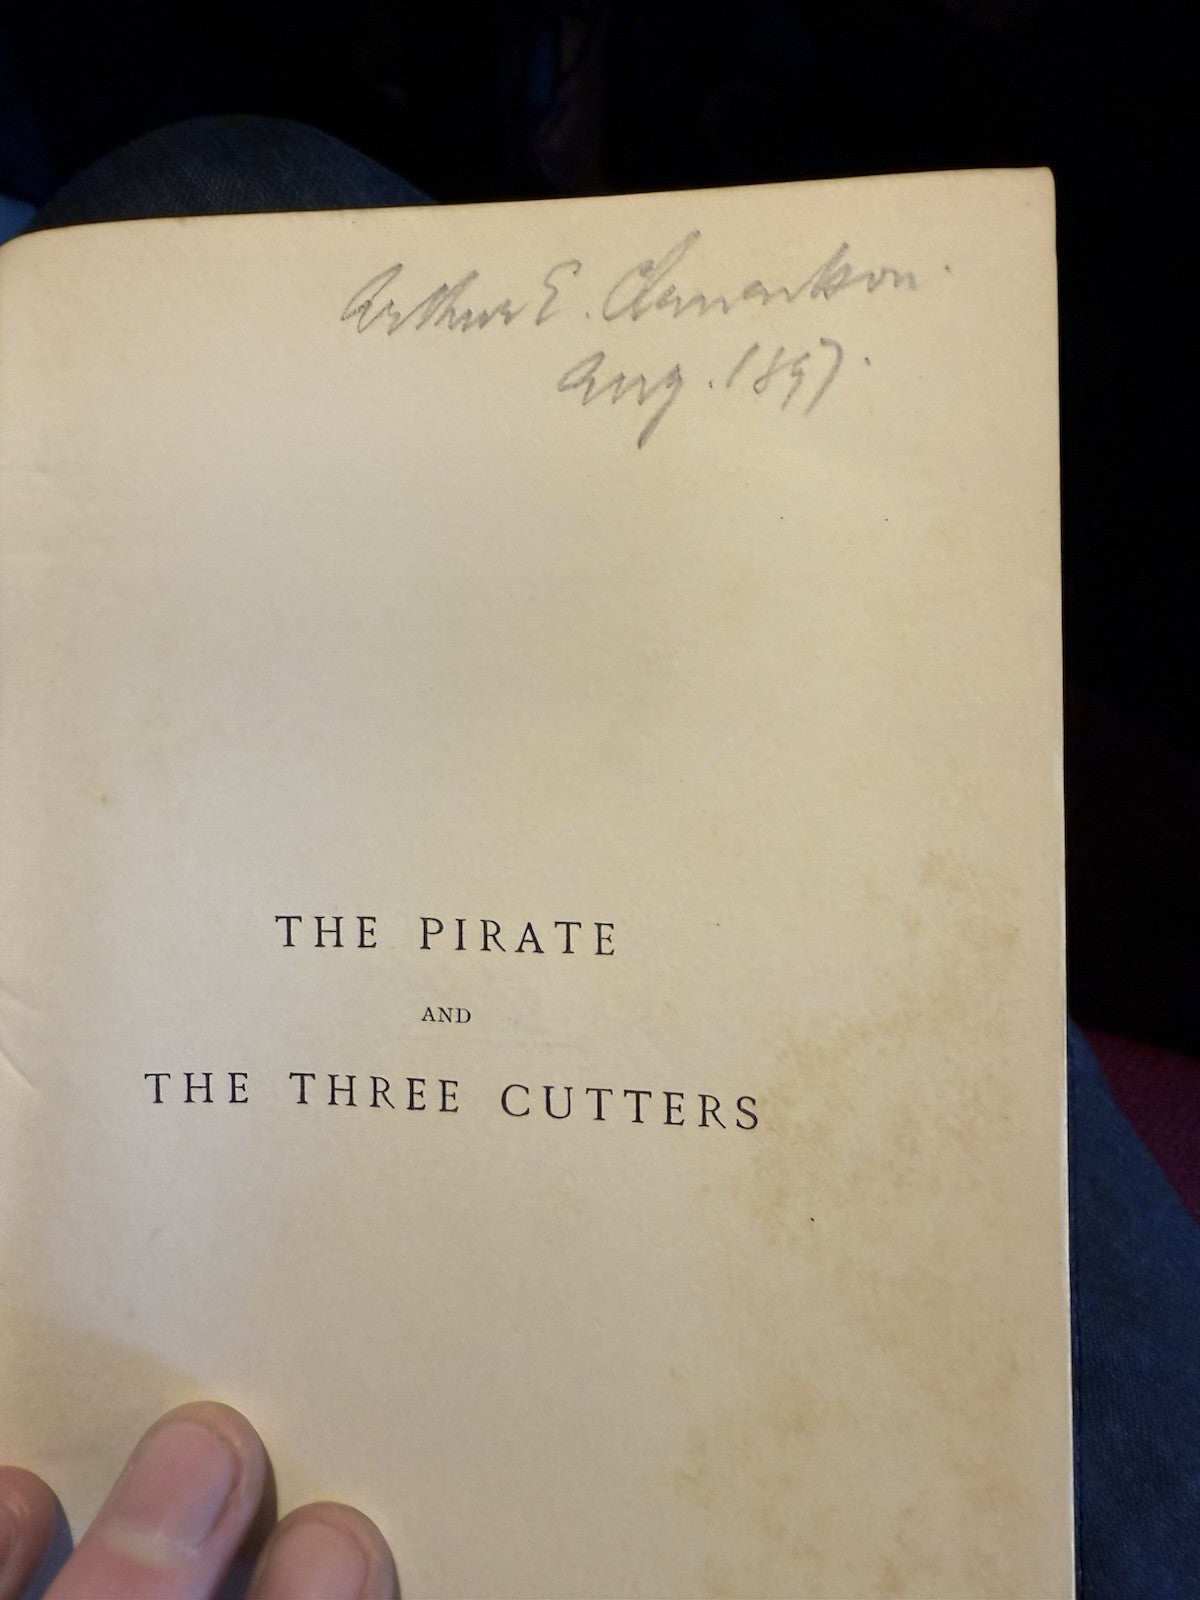 Arthur E.
Aug. 1897.
THE PIRATE
AND
THE THREE CUTTERS